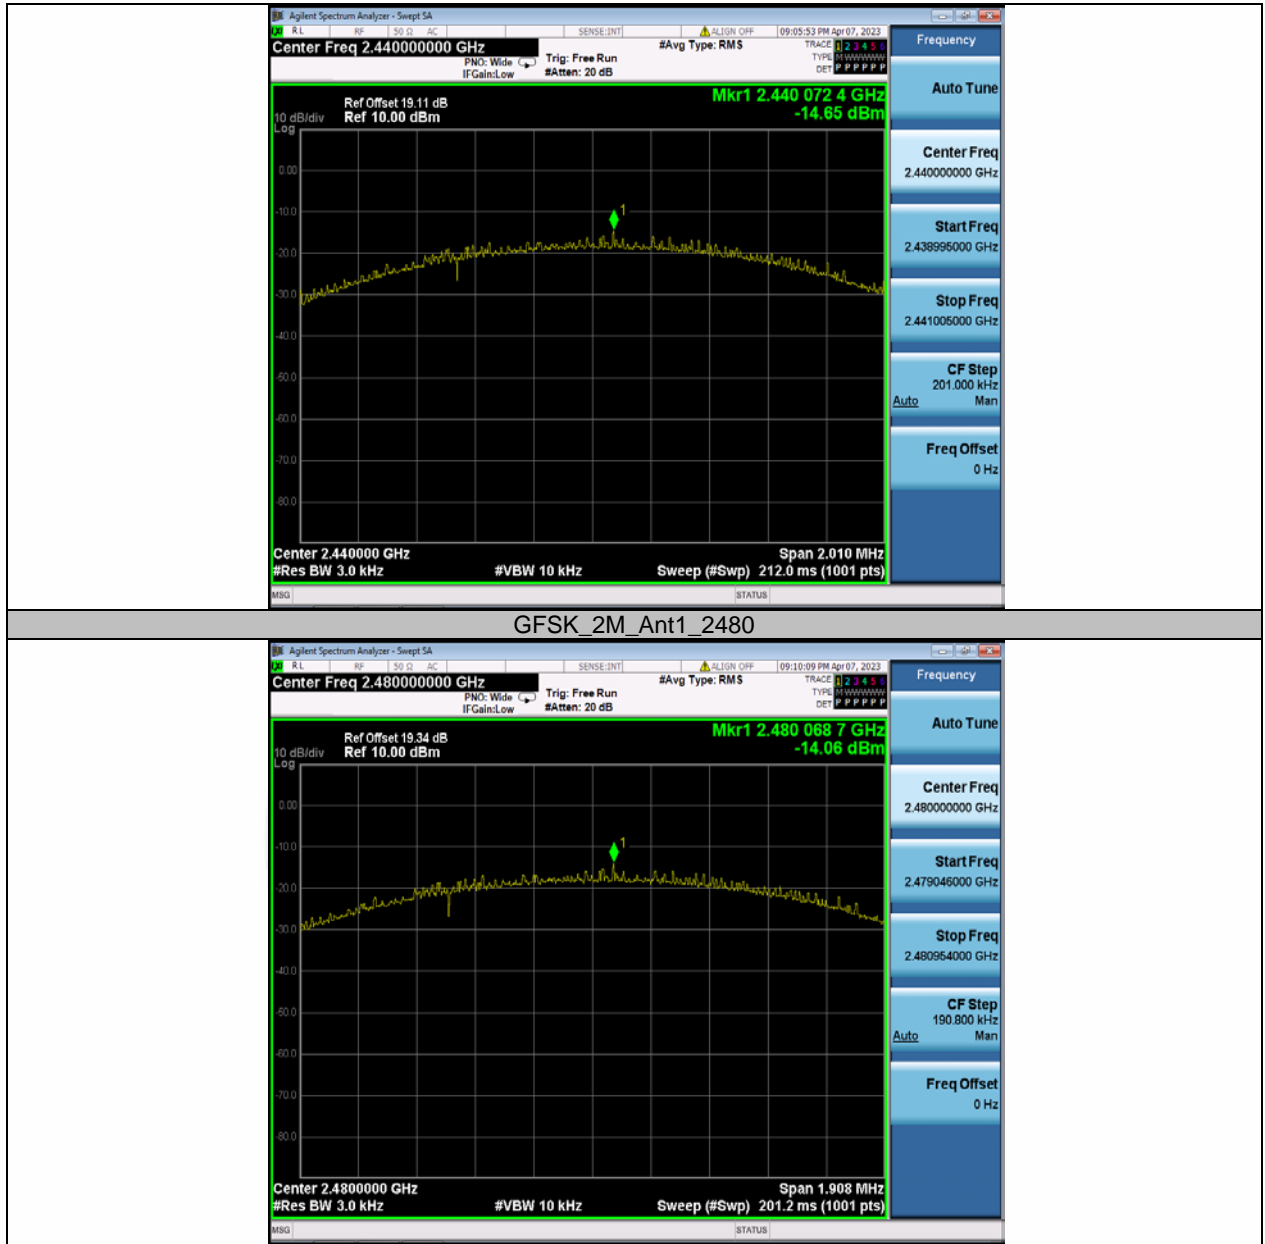 Agilent Spectrum Analyzer - Swept SA
RL RF 50 Ω AC SENSE:INT ALIGN OFF 09:05:53 PM Apr 07, 2023
Center Freq 2.440000000 GHz #Avg Type: RMS TRACE 1 2 3 4 5 6
PNO: Wide Trig: Free Run TYPE M WWWWW
IFGain:Low #Atten: 20 dB DET P P P P P P
Mkr1 2.440 072 4 GHz
-14.65 dBm
Ref Offset 19.11 dB
10 dB/div Ref 10.00 dBm
Log
0.00
-10.0
-20.0
-30.0
-40.0
-50.0
-60.0
-70.0
-80.0
1
Center 2.440000 GHz Span 2.010 MHz
#Res BW 3.0 kHz #VBW 10 kHz Sweep (#Swp) 212.0 ms (1001 pts)
MSG STATUS
Frequency
Auto Tune
Center Freq
2.440000000 GHz
Start Freq
2.438995000 GHz
Stop Freq
2.441005000 GHz
CF Step
201.000 kHz
Auto Man
Freq Offset
0 Hz
GFSK_2M_Ant1_2480
Agilent Spectrum Analyzer - Swept SA
RL RF 50 Ω AC SENSE:INT ALIGN OFF 09:10:09 PM Apr 07, 2023
Center Freq 2.480000000 GHz #Avg Type: RMS TRACE 1 2 3 4 5 6
PNO: Wide Trig: Free Run TYPE M WWWWW
IFGain:Low #Atten: 20 dB DET P P P P P P
Mkr1 2.480 068 7 GHz
-14.06 dBm
Ref Offset 19.34 dB
10 dB/div Ref 10.00 dBm
Log
0.00
-10.0
-20.0
-30.0
-40.0
-50.0
-60.0
-70.0
-80.0
1
Center 2.4800000 GHz Span 1.908 MHz
#Res BW 3.0 kHz #VBW 10 kHz Sweep (#Swp) 201.2 ms (1001 pts)
MSG STATUS
Frequency
Auto Tune
Center Freq
2.480000000 GHz
Start Freq
2.479046000 GHz
Stop Freq
2.480954000 GHz
CF Step
190.800 kHz
Auto Man
Freq Offset
0 Hz